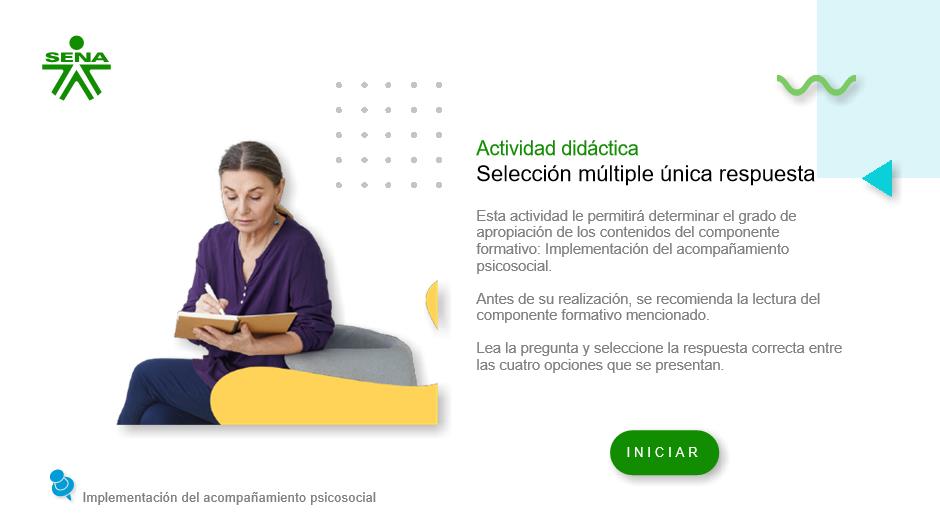 SENA
Actividad didáctica
Selección múltiple única respuesta
Esta actividad le permitirá determinar el grado de
apropiación de los contenidos del componente
formativo: Implementación del acompañamiento
psicosocial.
Antes de su realización, se recomienda la lectura del
componente formativo mencionado.
Lea la pregunta y seleccione la respuesta correcta entre
las cuatro opciones que se presentan.
INICIAR
Implementación del acompañamiento psicosocial